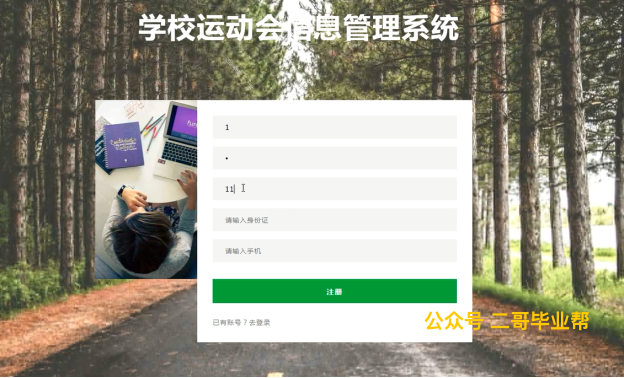 学校运动会信息管理系统
1
•
11
请输入身份证
请输入手机
注册
已有账号？去登录
公众号 二哥毕业帮